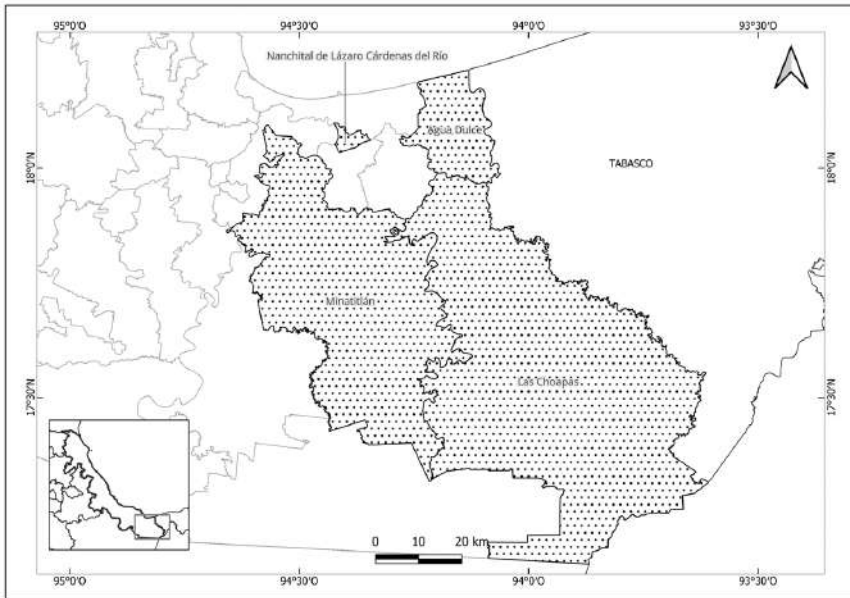 95°0'O 94°30'O 94°0'O 93°30'O
Nanchital de Lázaro Cárdenas del Río
Agua Dulce
18°0'N
TABASCO
18°0'N
Minatitlán
Las Choapas
17°30'N
17°30'N
0 10 20 km
95°0'O 94°30'O 94°0'O 93°30'O